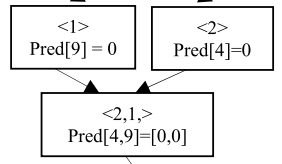 <1>
Pred[9] = 0
<2>
Pred[4]=0
<2,1,>
Pred[4,9]=[0,0]